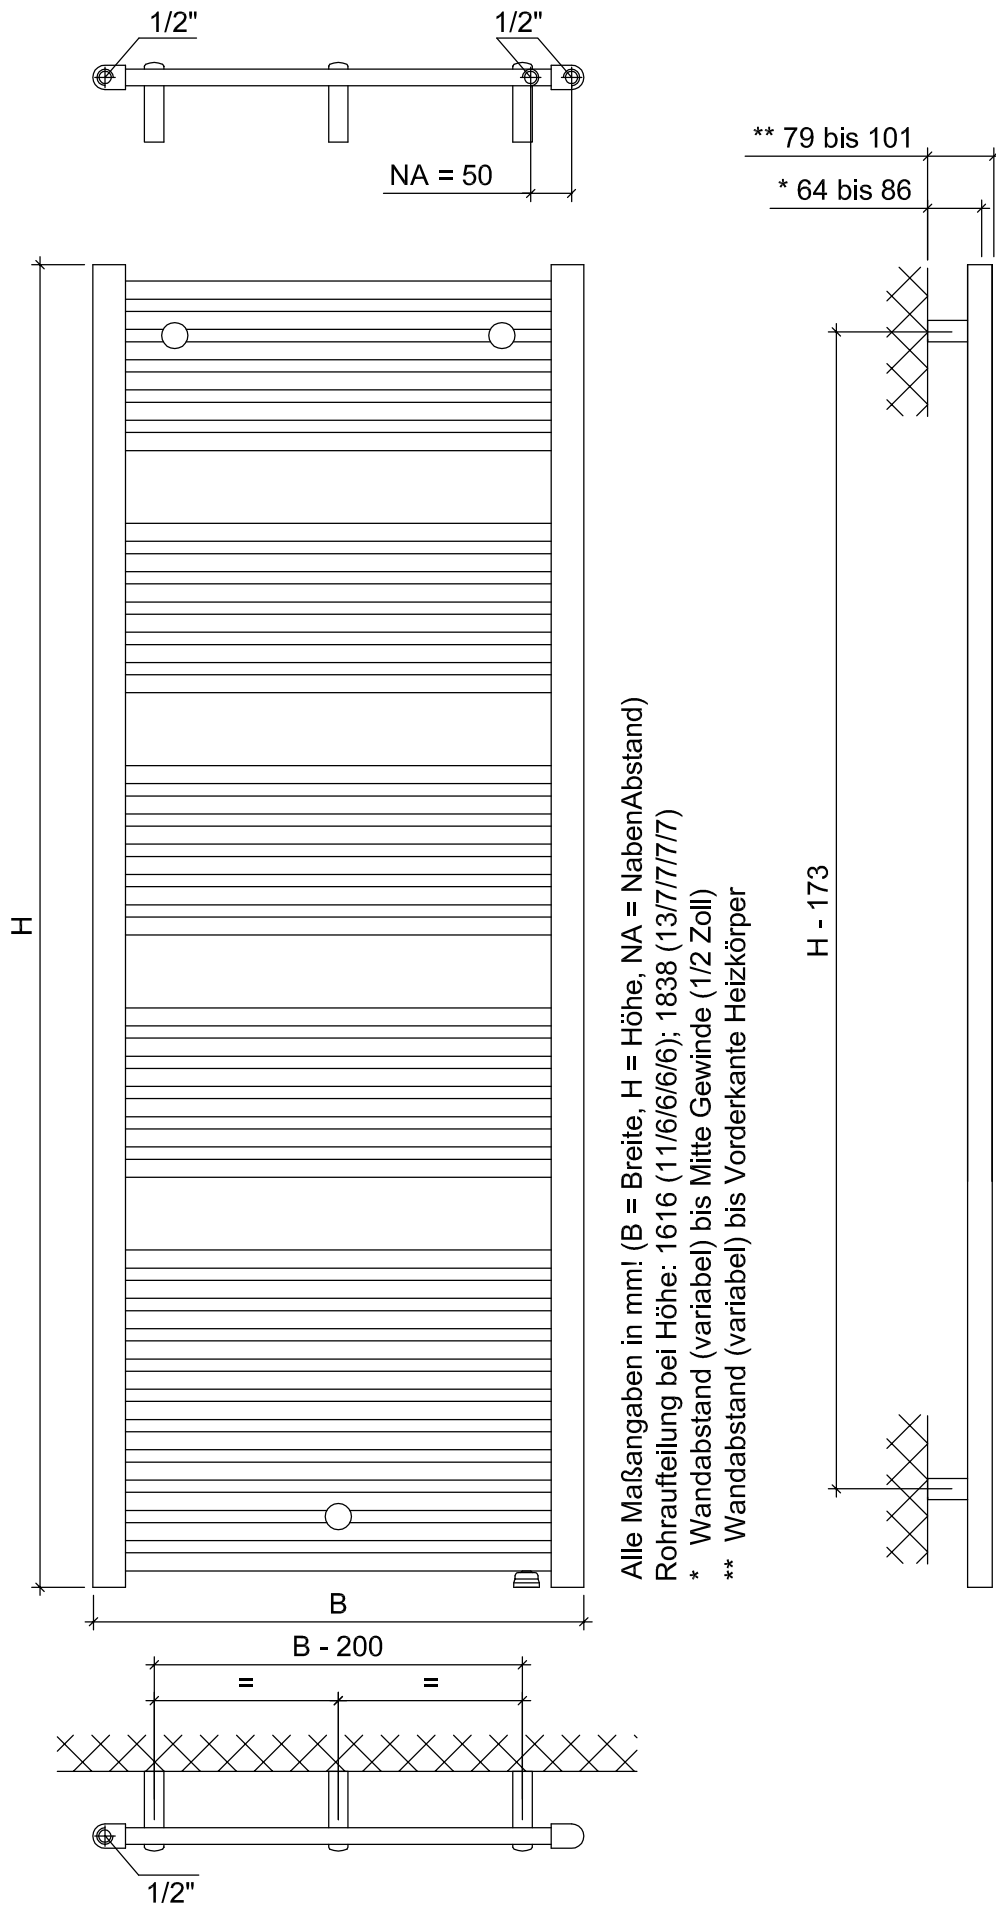 1/2"
1/2"
NA = 50
** 79 bis 101
* 64 bis 86
H
H - 173
Alle Maßangaben in mm! (B = Breite, H = Höhe, NA = NabenAbstand)
Rohraufteilung bei Höhe: 1616 (11/6/6/6/6); 1838 (13/7/7/7/7)
* Wandabstand (variabel) bis Mitte Gewinde (1/2 Zoll)
** Wandabstand (variabel) bis Vorderkante Heizkörper
B
B - 200
= =
1/2"